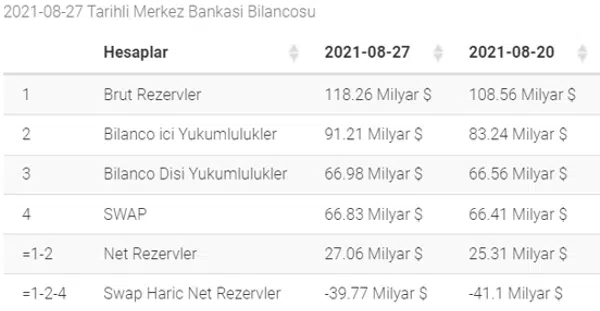 2021-08-27 Tarihli Merkez Bankasi Bilancosu
Hesaplar 2021-08-27 2021-08-20
1 Brut Rezervler 118.26 Milyar $ 108.56 Milyar $
2 Bilanco ici Yukumlulukler 91.21 Milyar $ 83.24 Milyar $
3 Bilanco Disi Yukumlulukler 66.98 Milyar $ 66.56 Milyar $
4 SWAP 66.83 Milyar $ 66.41 Milyar $
=1-2 Net Rezervler 27.06 Milyar $ 25.31 Milyar $
=1-2-4 Swap Haric Net Rezervler -39.77 Milyar $ -41.1 Milyar $